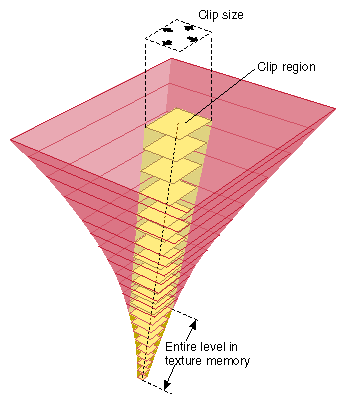 Clip size
Clip region
Entire level in
texture memory